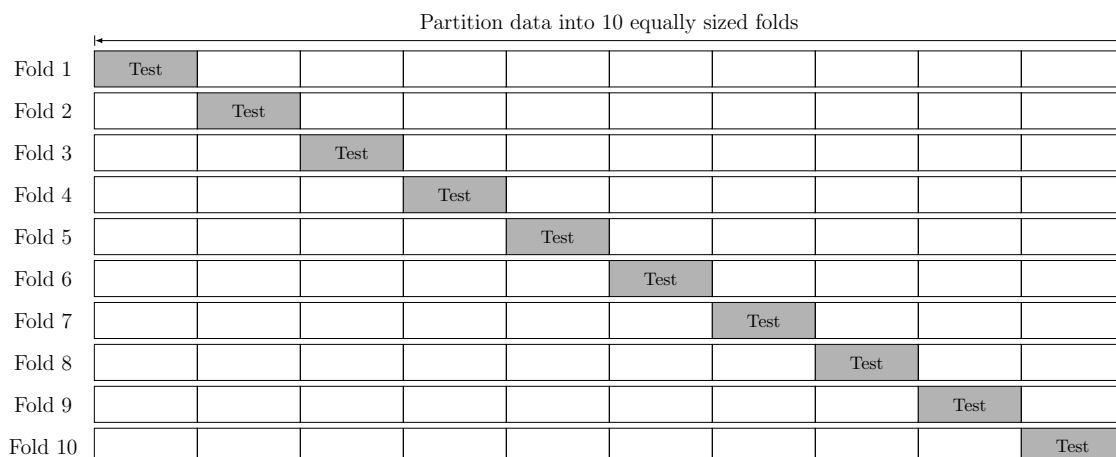 Partition data into 10 equally sized folds
Fold 1 Test
Fold 2 Test
Fold 3 Test
Fold 4 Test
Fold 5 Test
Fold 6 Test
Fold 7 Test
Fold 8 Test
Fold 9 Test
Fold 10 Test